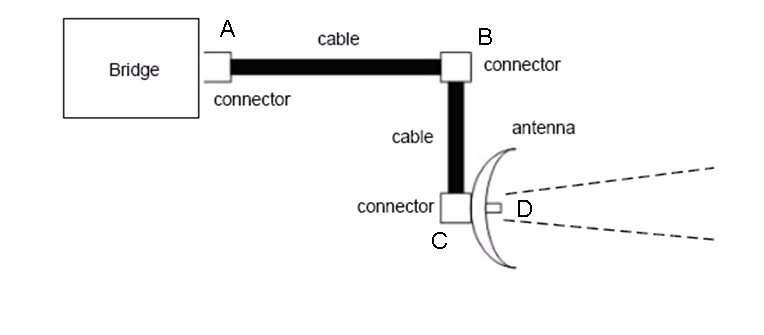 A
B
cable
Bridge
connector
connector
antenna
cable
connector
D
C